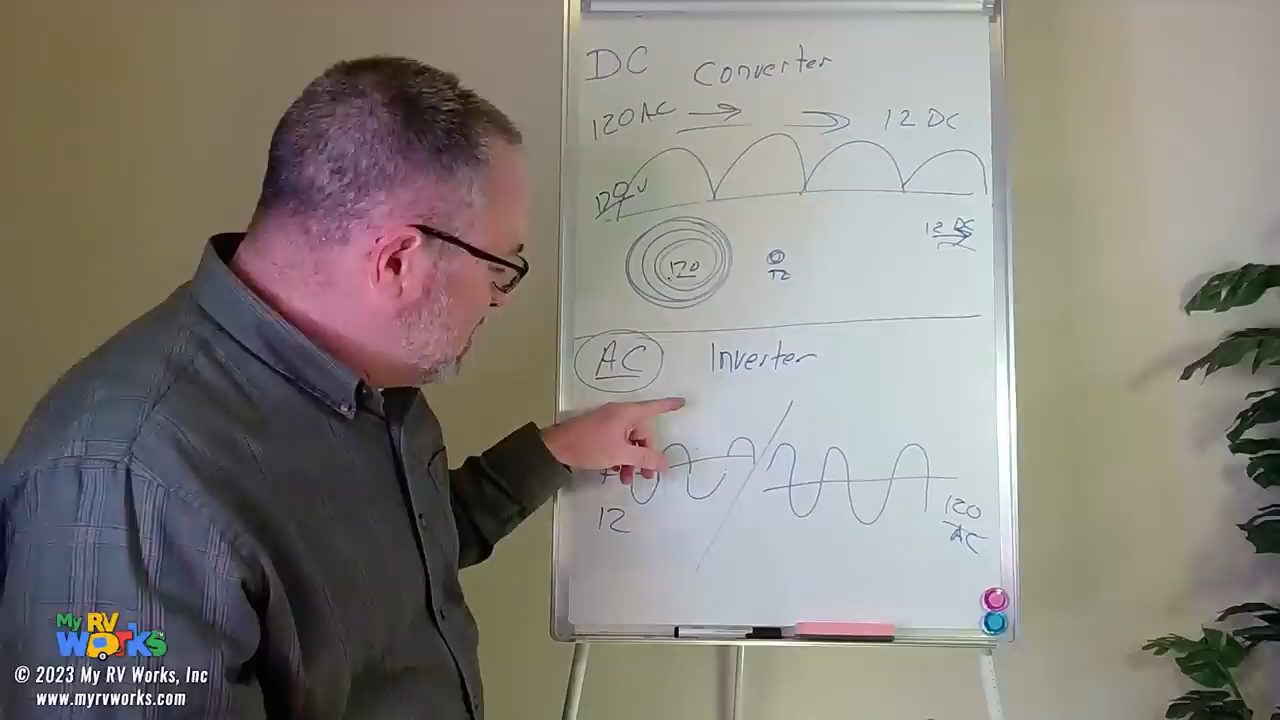 DC Converter
120AC 12 DC
120 V
12 DC
120
12
AC Inverter
12
120
AC
My RV
WORKS
© 2023 My RV Works, Inc
www.myrvworks.com